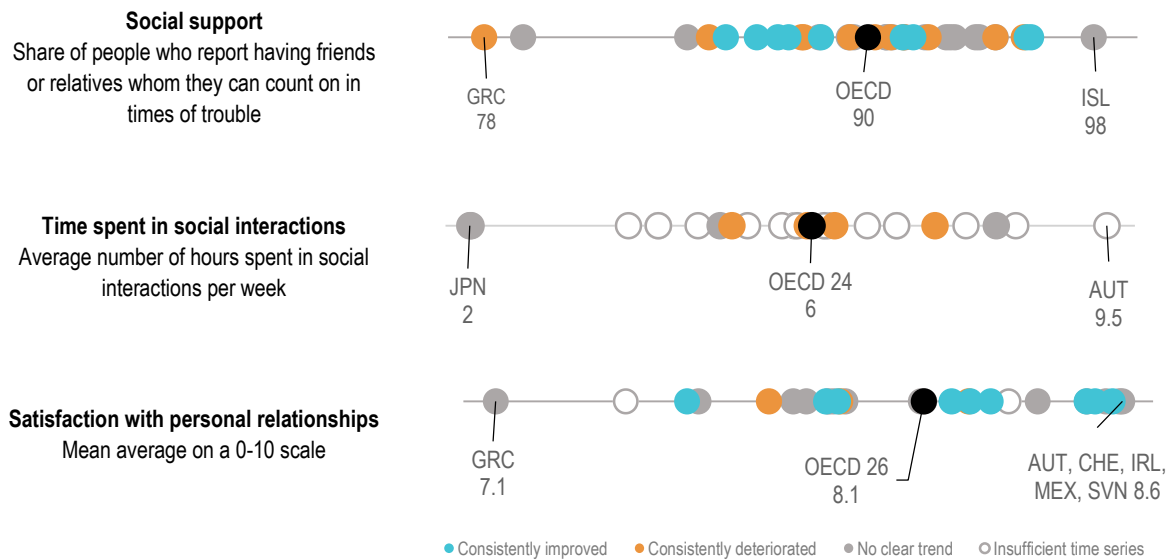 Social support
Share of people who report having friends
or relatives whom they can count on in
times of trouble
GRC
78
OECD
90
ISL
98
Time spent in social interactions
Average number of hours spent in social
interactions per week
JPN
2
OECD 24
6
AUT
9.5
Satisfaction with personal relationships
Mean average on a 0-10 scale
GRC
7.1
OECD 26
8.1
AUT, CHE, IRL,
MEX, SVN 8.6
Consistently improved
Consistently deteriorated
No clear trend
Insufficient time series